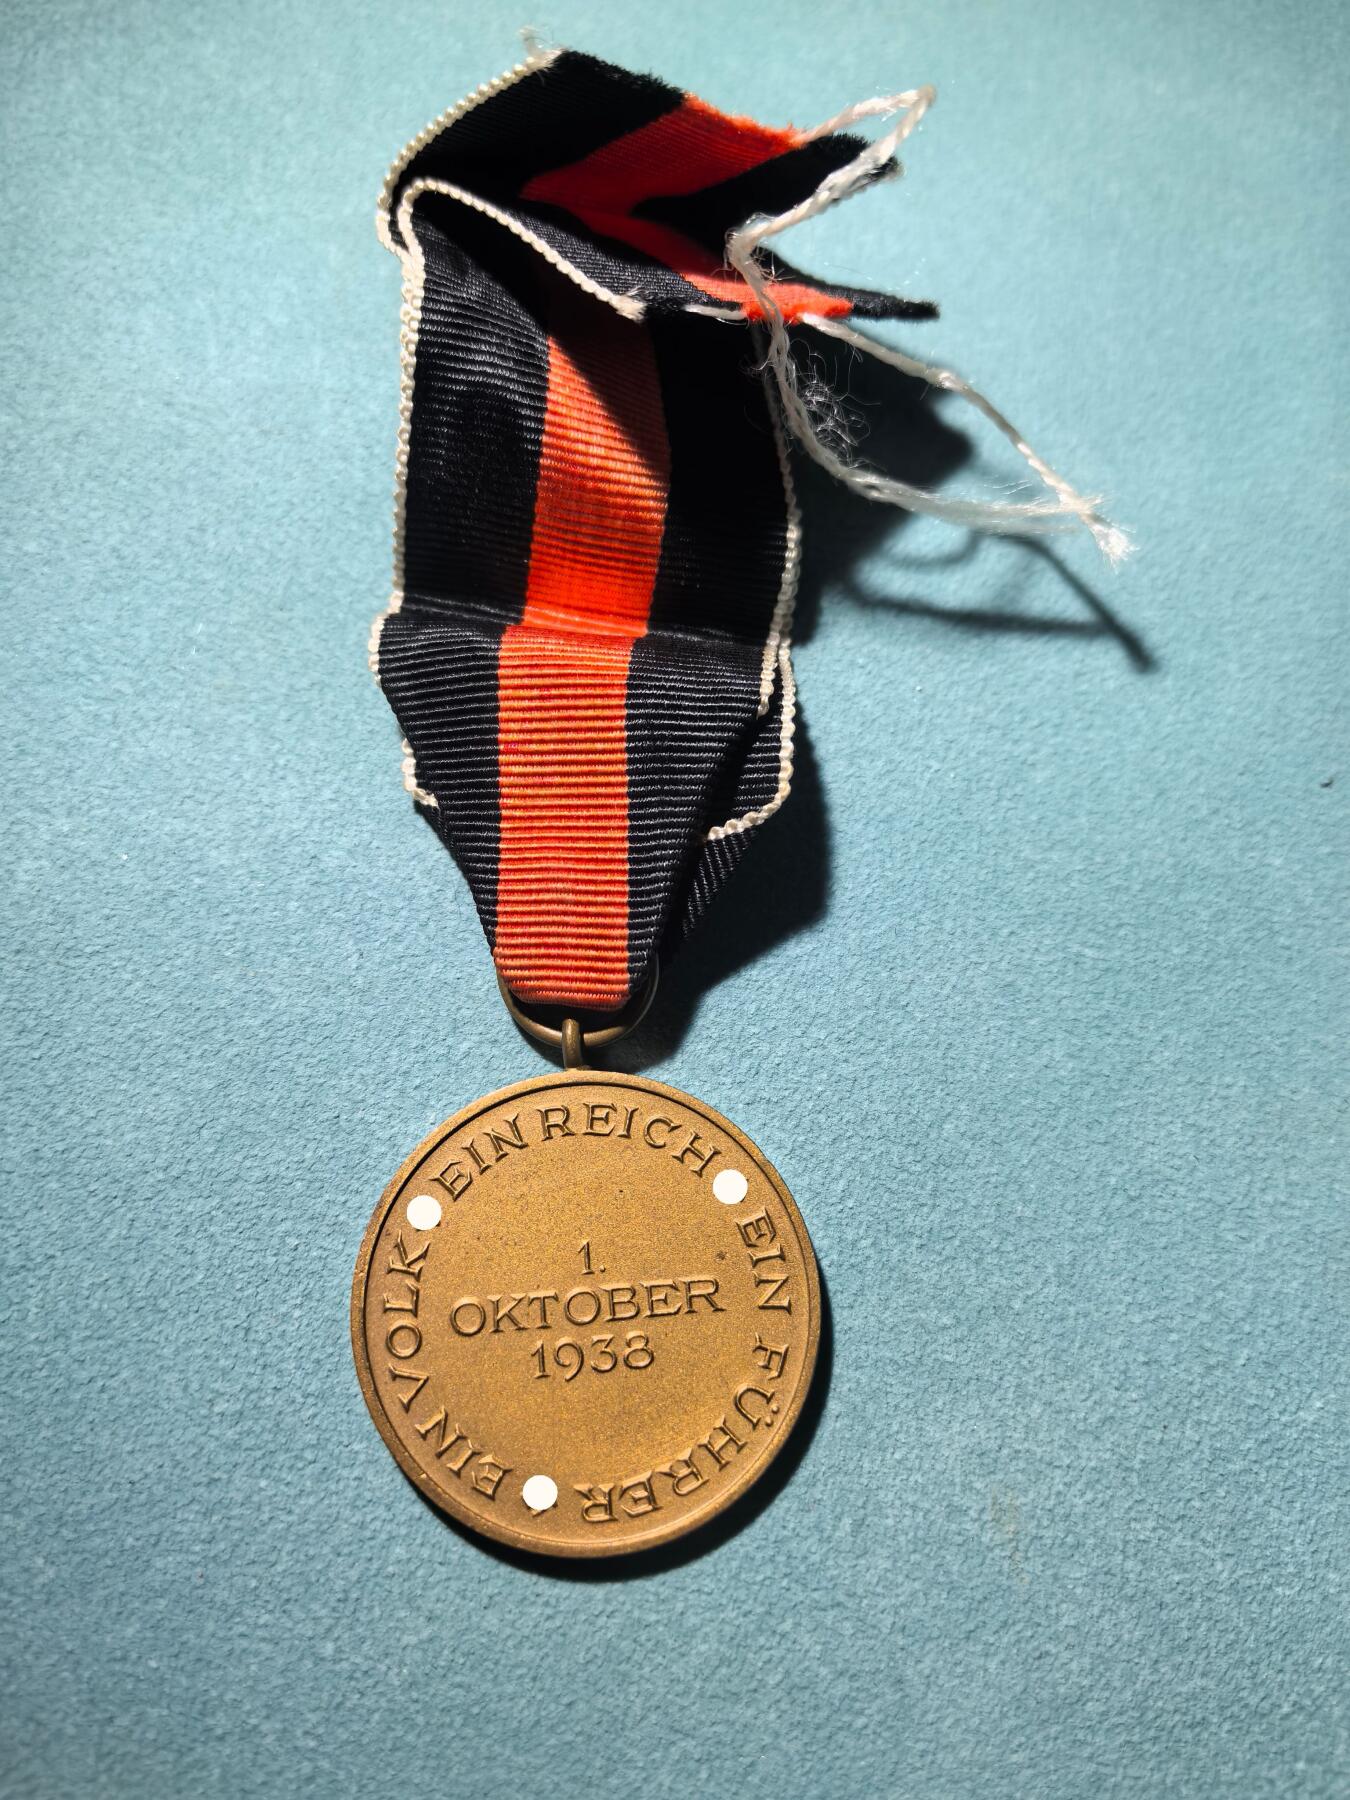 EIN VOLK EIN REICH EIN FÜHRER
1.
OKTOBER
1938